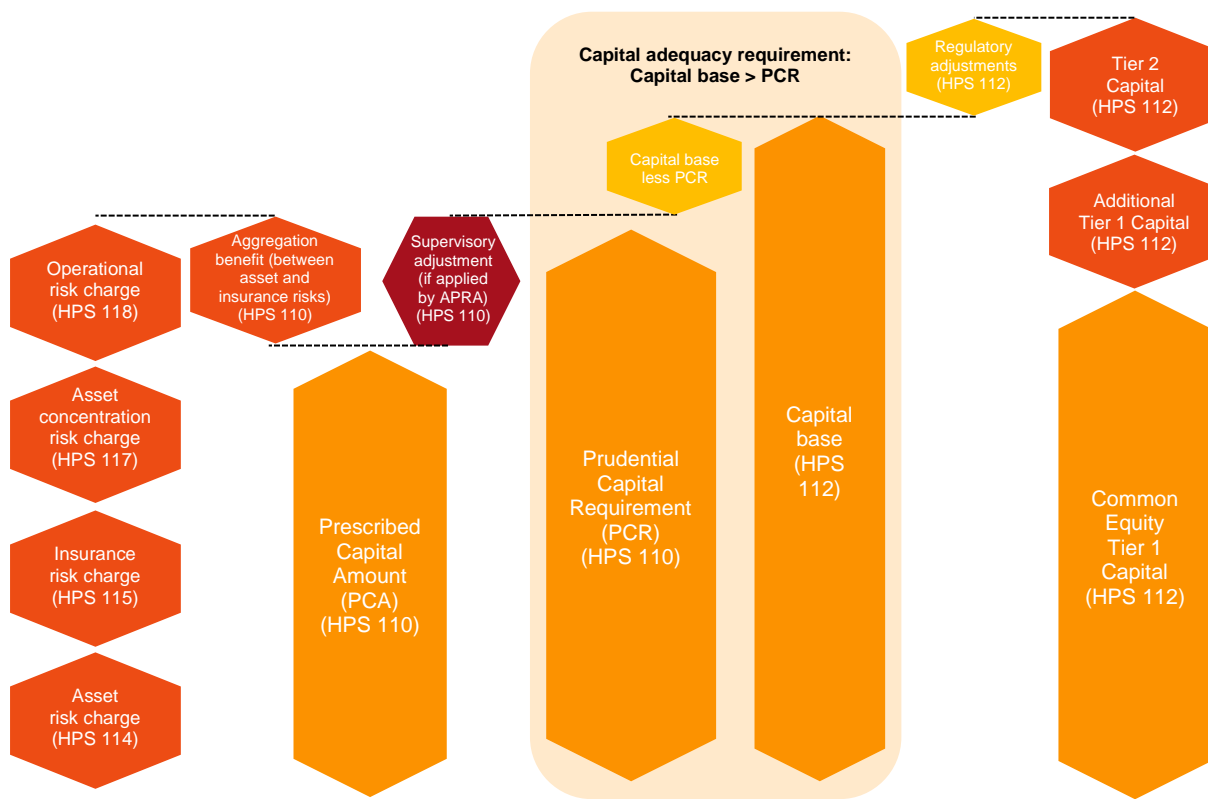 Capital adequacy requirement:
Capital base > PCR
Regulatory
adjustments
(HPS 112)
Tier 2
Capital
(HPS 112)
Capital base
less PCR
Additional
Tier 1 Capital
(HPS 112)
Operational
risk charge
(HPS 118)
Aggregation
benefit (between
asset and
insurance risks)
(HPS 110)
Supervisory
adjustment
(if applied
by APRA)
(HPS 110)
Asset
concentration
risk charge
(HPS 117)
Capital
base
(HPS
112)
Prudential
Capital
Requirement
(PCR)
(HPS 110)
Common
Equity
Tier 1
Capital
(HPS 112)
Prescribed
Capital
Amount
(PCA)
(HPS 110)
Insurance
risk charge
(HPS 115)
Asset
risk charge
(HPS 114)